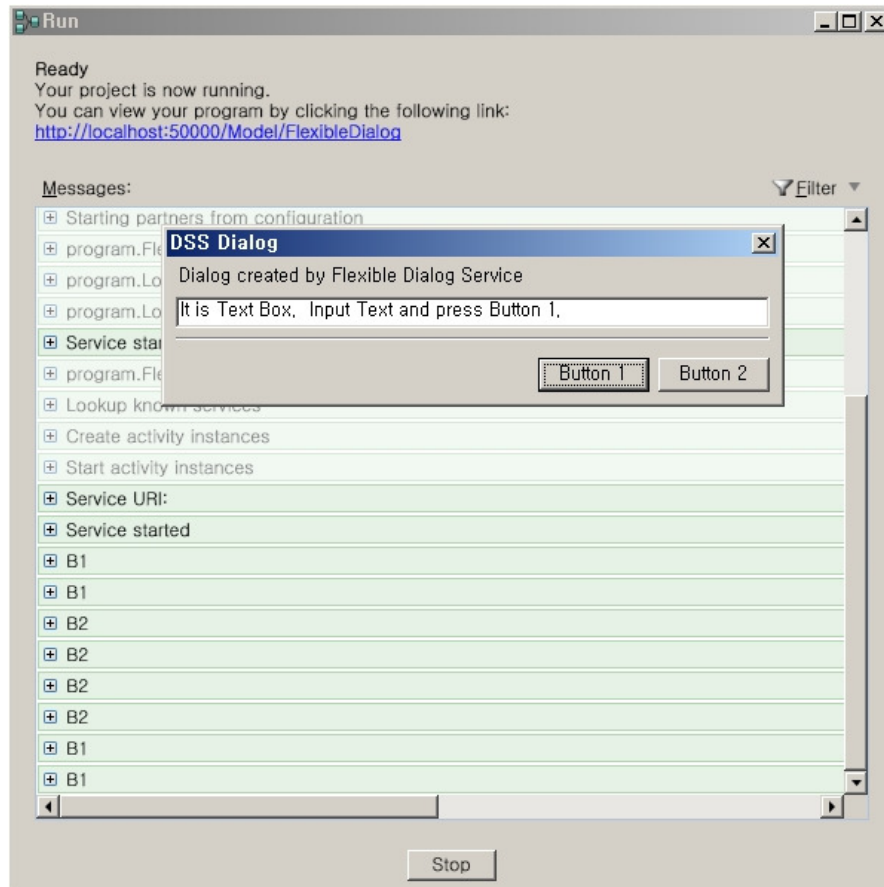 Run
Ready
Your project is now running.
You can view your program by clicking the following link:
http://localhost:50000/Model/FlexibleDialog
Messages:
Filter
Starting partners from configuration
program.Fle
program.Lo
program.Lo
Service star
program.Fle
DSS Dialog
Dialog created by Flexible Dialog Service
It is Text Box, Input Text and press Button 1,
Button 1
Button 2
Lookup known services
Create activity instances
Start activity instances
Service URI:
Service started
B1
B1
B2
B2
B2
B2
B1
B1
Stop